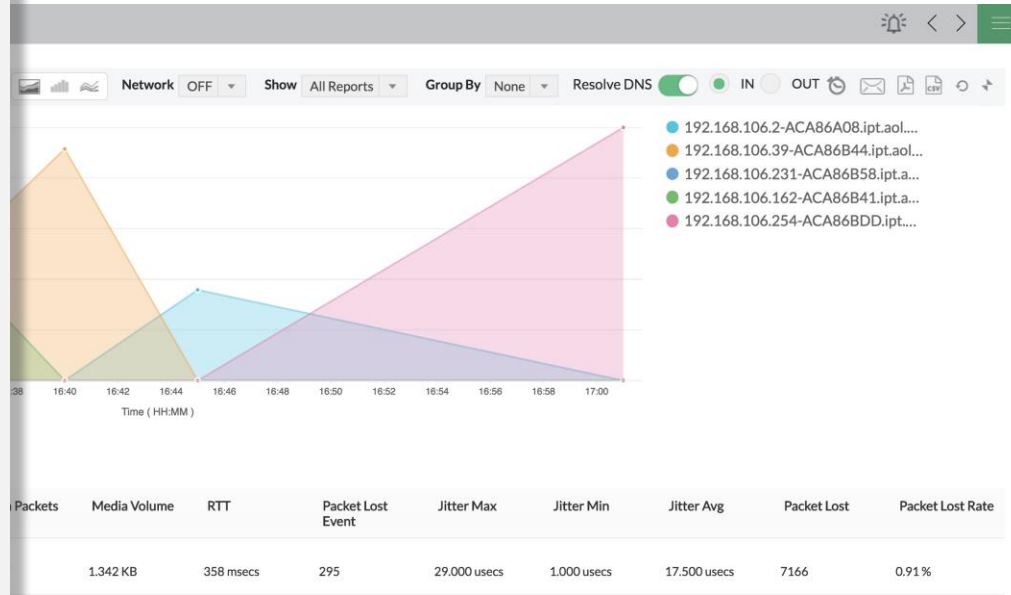 Network OFF Show All Reports Group By None Resolve DNS IN OUT CSV
192.168.106.2-ACA86A08.ipt.aol....
192.168.106.39-ACA86B44.ipt.aol...
192.168.106.231-ACA86B58.ipt.a...
192.168.106.162-ACA86B41.ipt.a...
192.168.106.254-ACA86BDD.ipt....
:38 16:40 16:42 16:44 16:46 16:48 16:50 16:52 16:54 16:56 16:58 17:00
Time ( HH:MM )
Packets Media Volume RTT Packet Lost Event Jitter Max Jitter Min Jitter Avg Packet Lost Packet Lost Rate
1.342 KB 358 msecs 295 29.000 usecs 1.000 usecs 17.500 usecs 7166 0.91 %